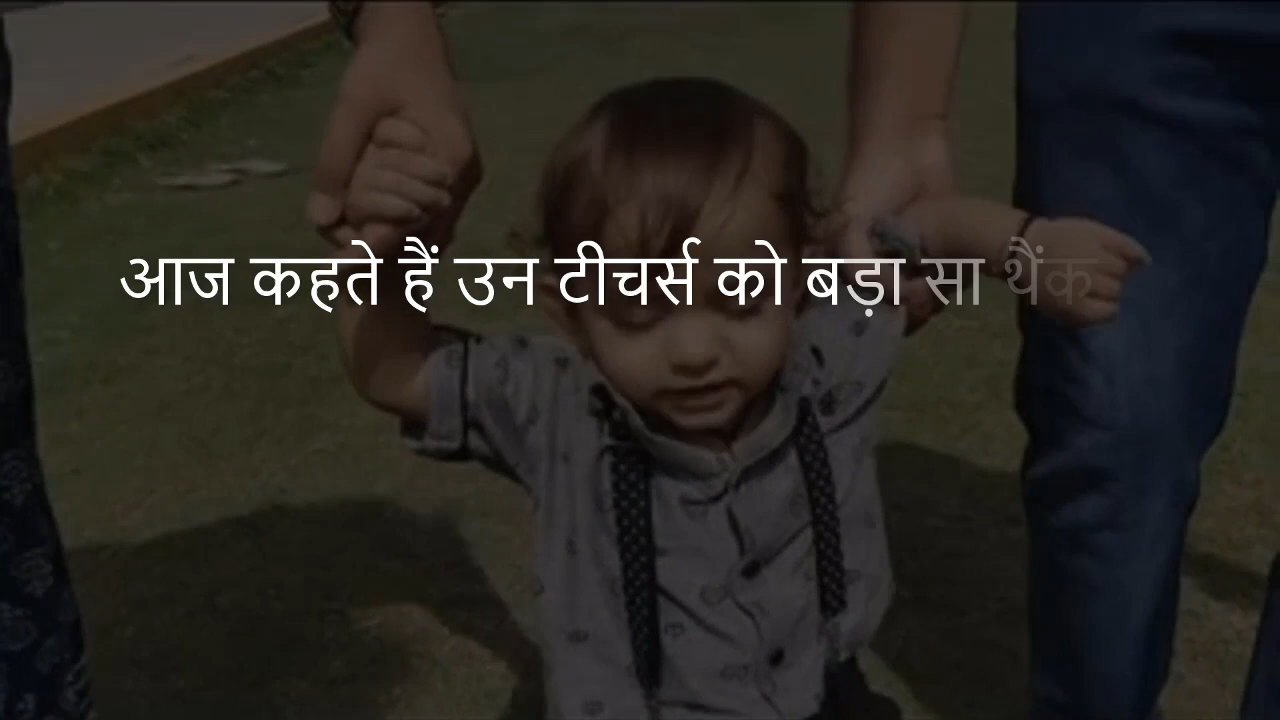 आज कहते हैं उन टीचर्स को बड़ा सा थैंक